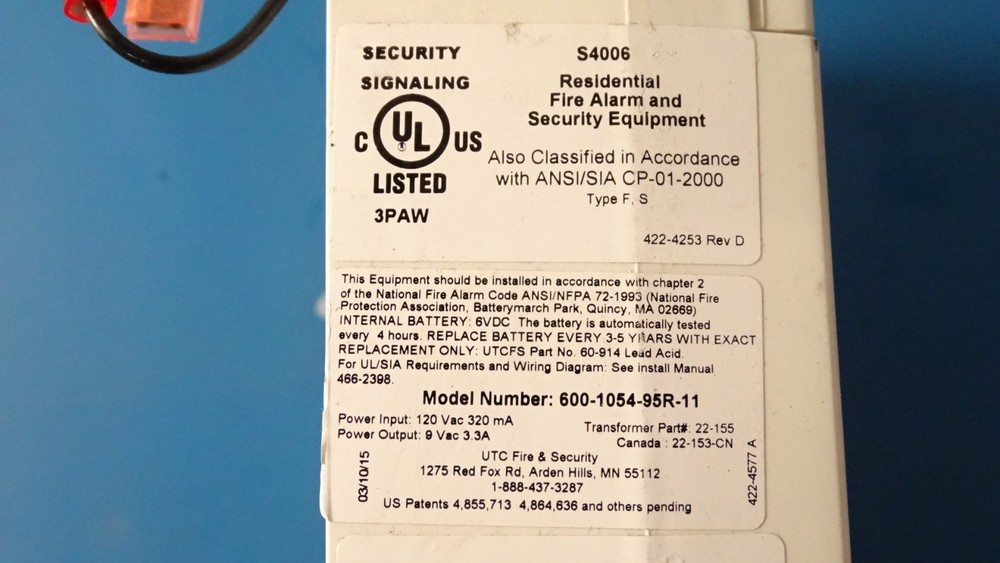 SECURITY
SIGNALING
C UL US
LISTED
3PAW
S4006
Residential
Fire Alarm and
Security Equipment
Also Classified in Accordance
with ANSI/SIA CP-01-2000
Type F, S
422-4253 Rev D
This Equipment should be installed in accordance with chapter 2
of the National Fire Alarm Code ANSI/NFPA 72-1993 (National Fire
Protection Association, Batterymarch Park, Quincy, MA 02669)
INTERNAL BATTERY: 6VDC The battery is automatically tested
every 4 hours. REPLACE BATTERY EVERY 3-5 YEARS WITH EXACT
REPLACEMENT ONLY: UTCFS Part No. 60-914 Lead Acid.
For UL/SIA Requirements and Wiring Diagram: See install Manual
466-2398.
Model Number: 600-1054-95R-11
Power Input: 120 Vac 320 mA
Power Output: 9 Vac 3.3A
Transformer Part#: 22-155
Canada : 22-153-CN
UTC Fire & Security
1275 Red Fox Rd, Arden Hills, MN 55112
1-888-437-3287
US Patents 4,855,713 4,864,636 and others pending
03/10/15
422-4577 A